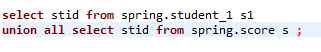 select stid from spring.student_1 s1
union all select stid from spring.score s ;